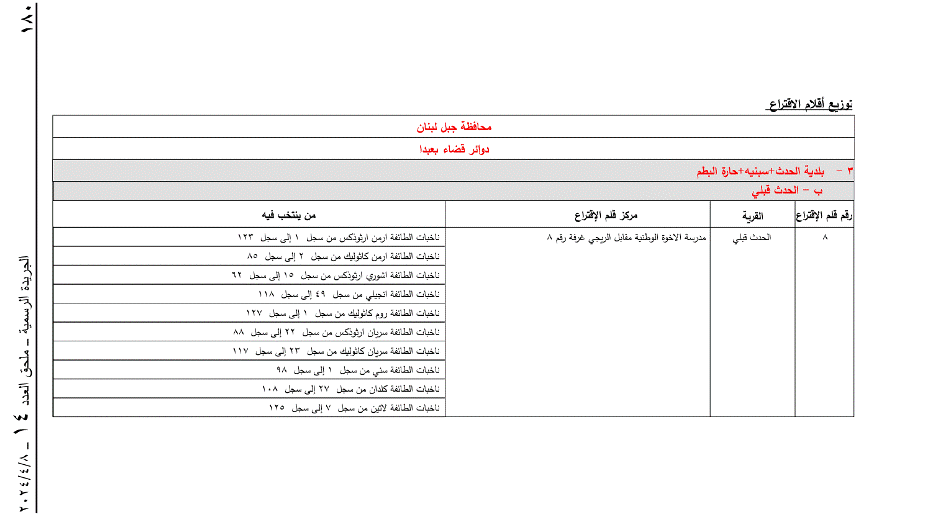 ١٨٠
الجريدة الرسمية - ملحق العدد ١٤ - ٢٠٢٤/٤/٨
توزيع أقلام الاقتراع
محافظة جبل لبنان
دوائر قضاء بعبدا
٣ - بلدية الحدث+سبنيه+حارة البطم
ب - الحدث قبلي
رقم قلم الإقتراع القرية مركز قلم الإقتراع من ينتخب فيه
٨ الحدث قبلي مدرسة الاخوة الوطنية مقابل الريجي غرفة رقم ٨ ناخبات الطائفة ارمن ارثوذكس من سجل ١ إلى سجل ١٢٣
ناخبات الطائفة ارمن كاثوليك من سجل ٢ إلى سجل ٨٥
ناخبات الطائفة اشوري ارثوذكس من سجل ١٥ إلى سجل ٦٢
ناخبات الطائفة انجيلي من سجل ٤٩ إلى سجل ١١٨
ناخبات الطائفة روم كاثوليك من سجل ١ إلى سجل ١٢٧
ناخبات الطائفة سريان ارثوذكس من سجل ٢٢ إلى سجل ٨٨
ناخبات الطائفة سريان كاثوليك من سجل ٢٣ إلى سجل ١١٧
ناخبات الطائفة سني من سجل ١ إلى سجل ٩٨
ناخبات الطائفة كلدان من سجل ٢٧ إلى سجل ١٠٨
ناخبات الطائفة لاتين من سجل ٧ إلى سجل ١٢٥